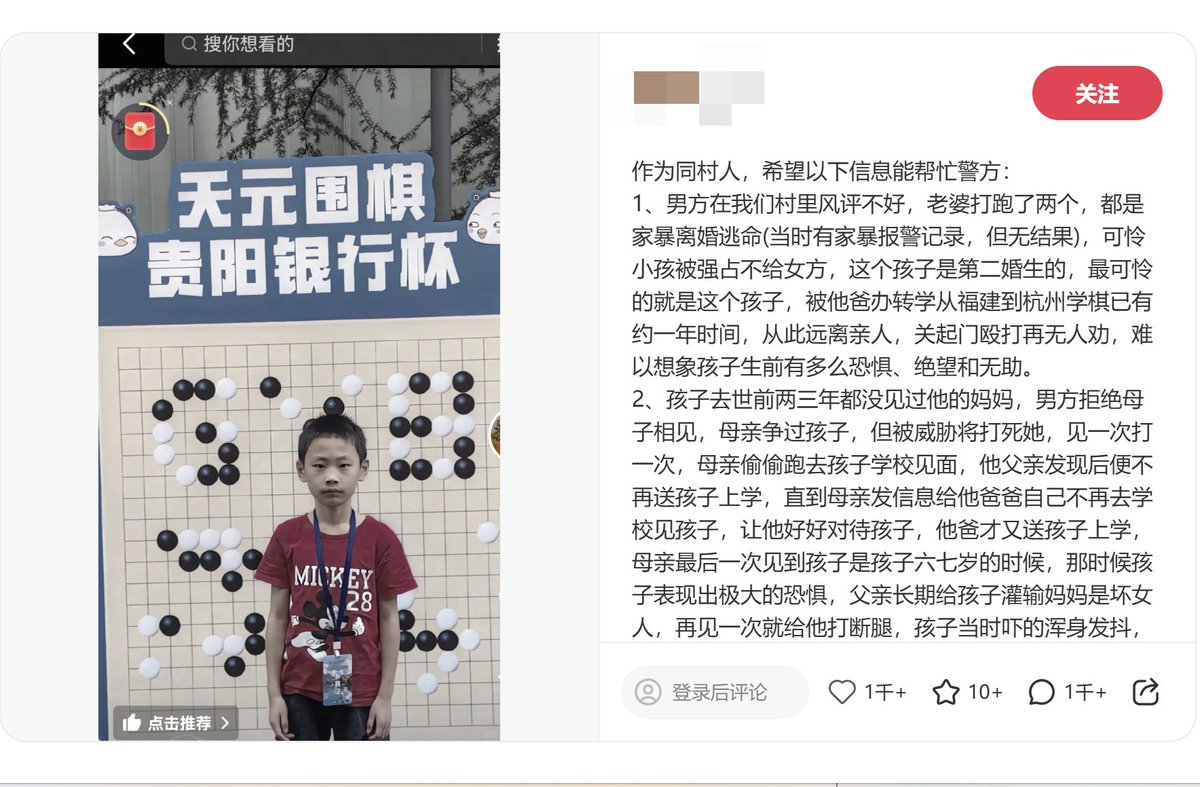 搜你想看的
天元围棋
贵阳银行杯
MICKEY
28
点击推荐
关注
作为同村人，希望以下信息能帮忙警方：
1、男方在我们村里风评不好，老婆打跑了两个，都是
家暴离婚逃命(当时有家暴报警记录，但无结果)，可怜
小孩被强占不给女方，这个孩子是第二婚生的，最可怜
的就是这个孩子，被他爸办转学从福建到杭州学棋已有
约一年时间，从此远离亲人，关起门殴打再无人劝，难
以想象孩子生前有多么恐惧、绝望和无助。
2、孩子去世前两三年都没见过他的妈妈，男方拒绝母
子相见，母亲争过孩子，但被威胁将打死她，见一次打
一次，母亲偷偷跑去孩子学校见面，他父亲发现后便不
再送孩子上学，直到母亲发信息给他爸爸自己不再去学
校见孩子，让他好好对待孩子，他爸才又送孩子上学，
母亲最后一次见到孩子是孩子六七岁的时候，那时候孩
子表现出极大的恐惧，父亲长期给孩子灌输妈妈是坏女
人，再见一次就给他打断腿，孩子当时吓的浑身发抖，
登录后评论
1千+
10+
1千+